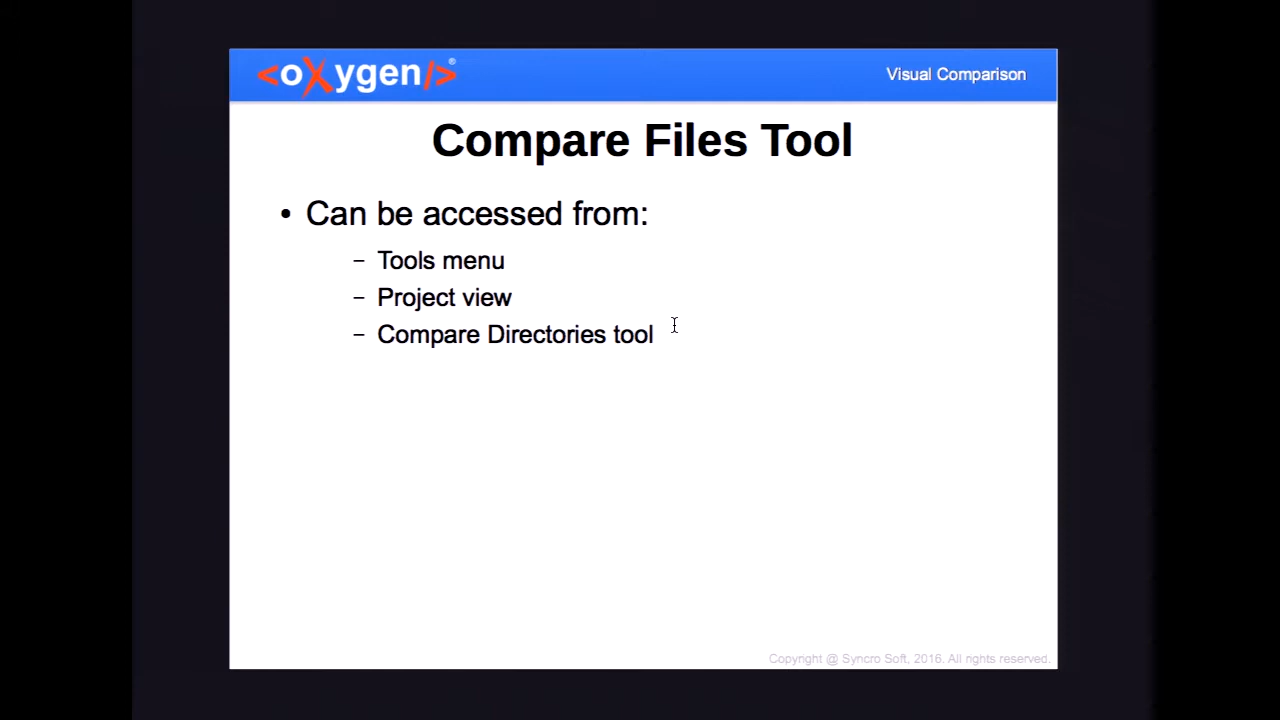 <oXygen/>®
Visual Comparison
Compare Files Tool
• Can be accessed from:
– Tools menu
– Project view
– Compare Directories tool
Copyright @ Syncro Soft, 2016. All rights reserved.